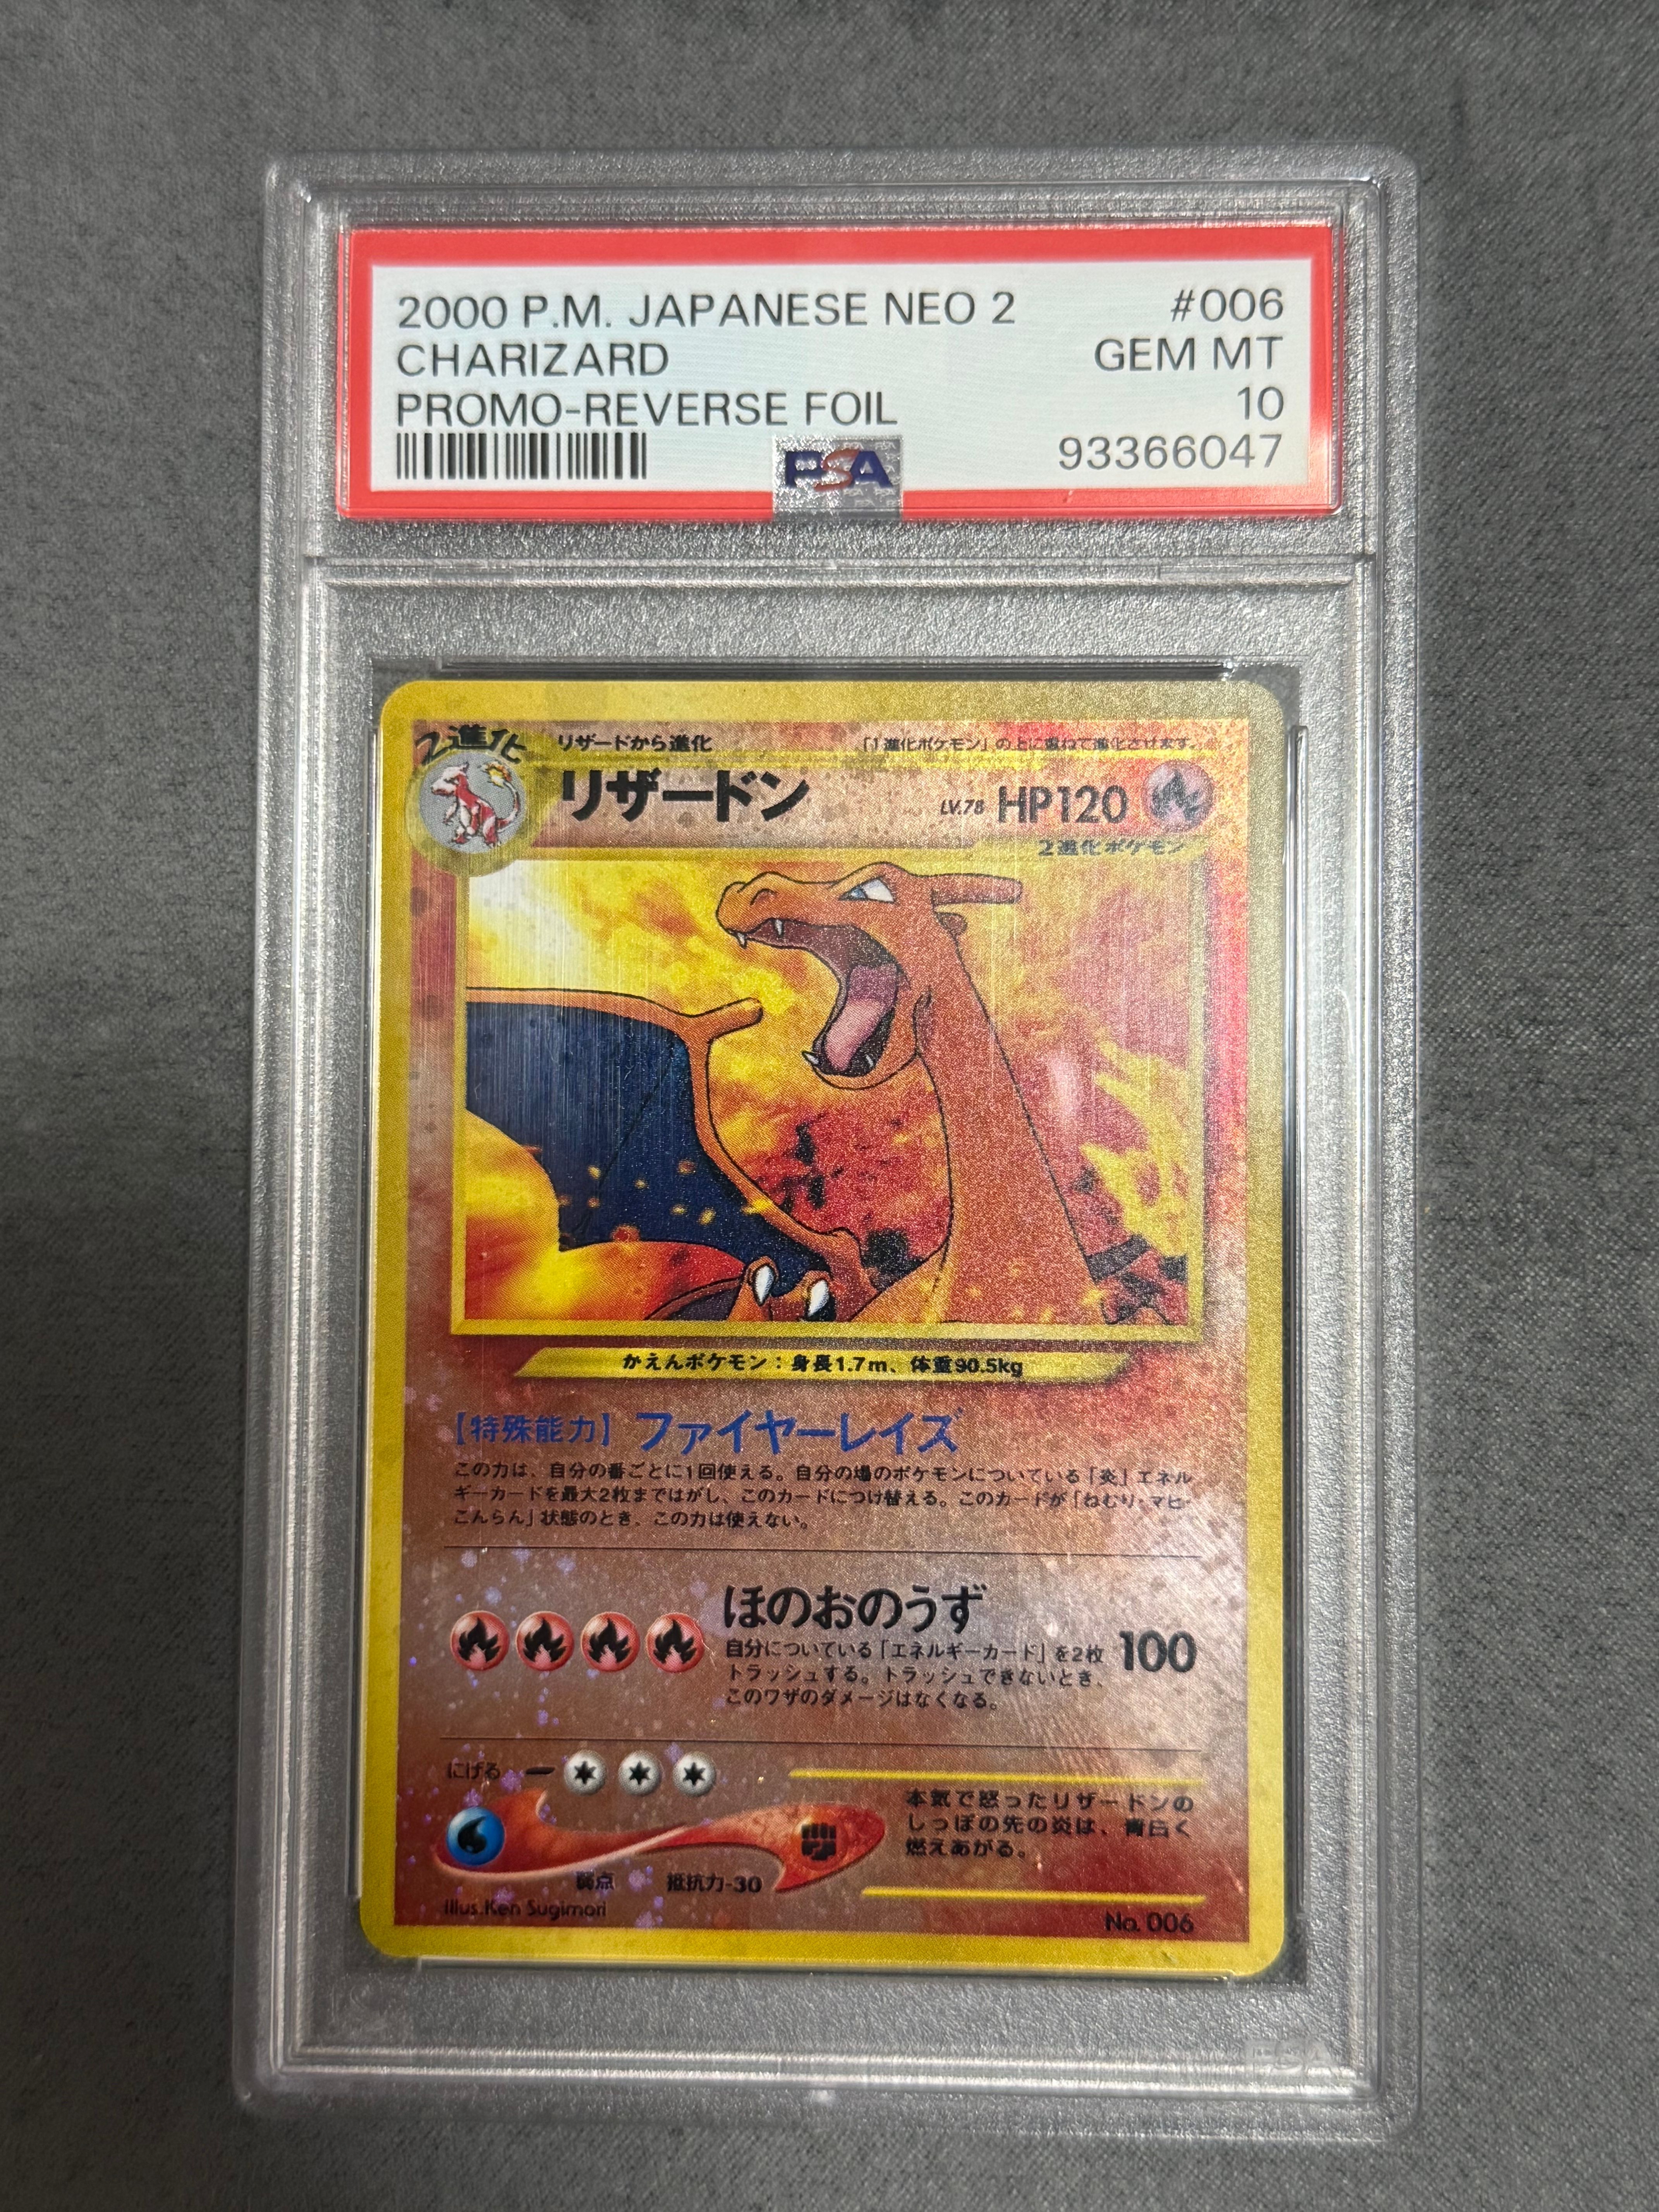 2000 P.M. JAPANESE NEO 2 #006
CHARIZARD GEM MT
PROMO-REVERSE FOIL 10
PSA 93366047
2進化 リザードから進化 「1進化ポケモン」の上に重ねて進化させます。
リザードン LV.78 HP120
2進化ポケモン
かえんポケモン：身長1.7m、体重90.5kg
【特殊能力】ファイヤーレイズ
この力は、自分の番ごとに1回使える。自分の場のポケモンについている「炎」エネル
ギーカードを最大2枚まではがし、このカードにつけ替える。このカードが「ねむり・マヒ・
こんらん」状態のとき、この力は使えない。
ほのおのうず
自分についている「エネルギーカード」を2枚 100
トラッシュする。トラッシュできないとき、
このワザのダメージはなくなる。
にげる
本気で怒ったリザードンの
しっぽの先の炎は、青白く
燃えあがる。
弱点 抵抗力-30
Illus.Ken Sugimori No. 006
PSA